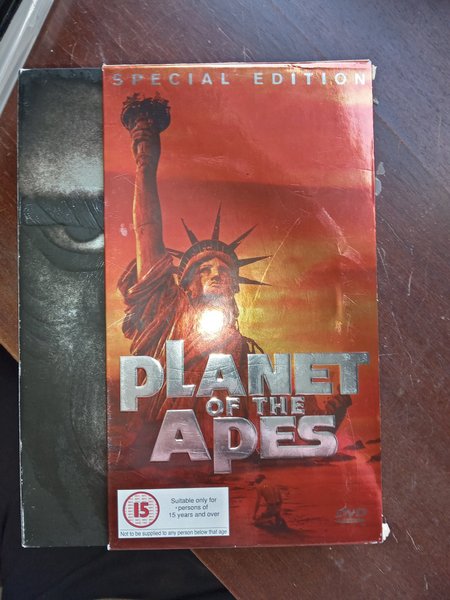 SPECIAL EDITION
PLANET
OF THE
APES
15
Suitable only for
persons of
15 years and over
Not to be supplied to any person below that age
DVD